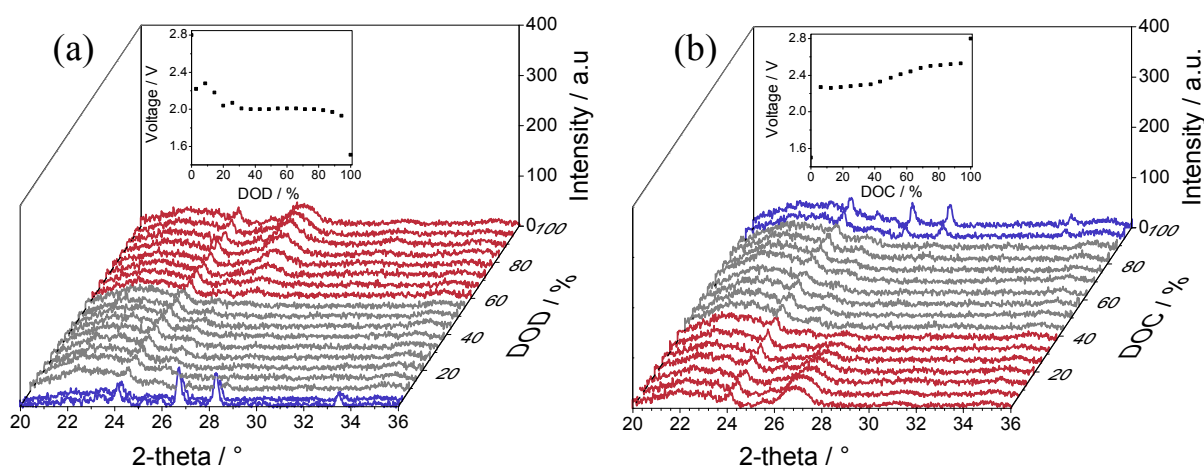 (a)
Voltage / V
2.8
2.4
2.0
1.6
0 20 40 60 80 100
DOD / %
400
300
200
100
0
Intensity / a.u
20
40
60
80
100
DOD / %
20 22 24 26 28 30 32 34 36
2-theta / °
(b)
Voltage / V
2.8
2.4
2.0
1.6
0 20 40 60 80 100
DOC / %
400
300
200
100
0
Intensity / a.u.
20
40
60
80
100
DOC / %
20 22 24 26 28 30 32 34 36
2-theta / °